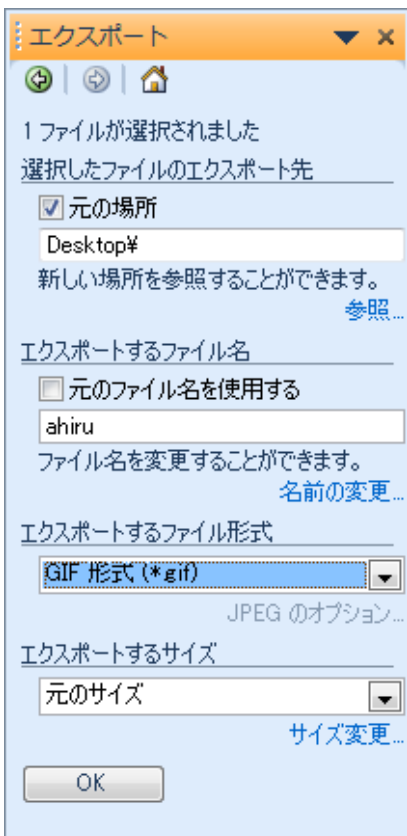 エクスポート
1 ファイルが選択されました
選択したファイルのエクスポート先
元の場所
Desktop¥
新しい場所を参照することができます。
参照...
エクスポートするファイル名
元のファイル名を使用する
ahiru
ファイル名を変更することができます。
名前の変更...
エクスポートするファイル形式
GIF 形式 (*.gif)
JPEG のオプション...
エクスポートするサイズ
元のサイズ
サイズ変更...
OK